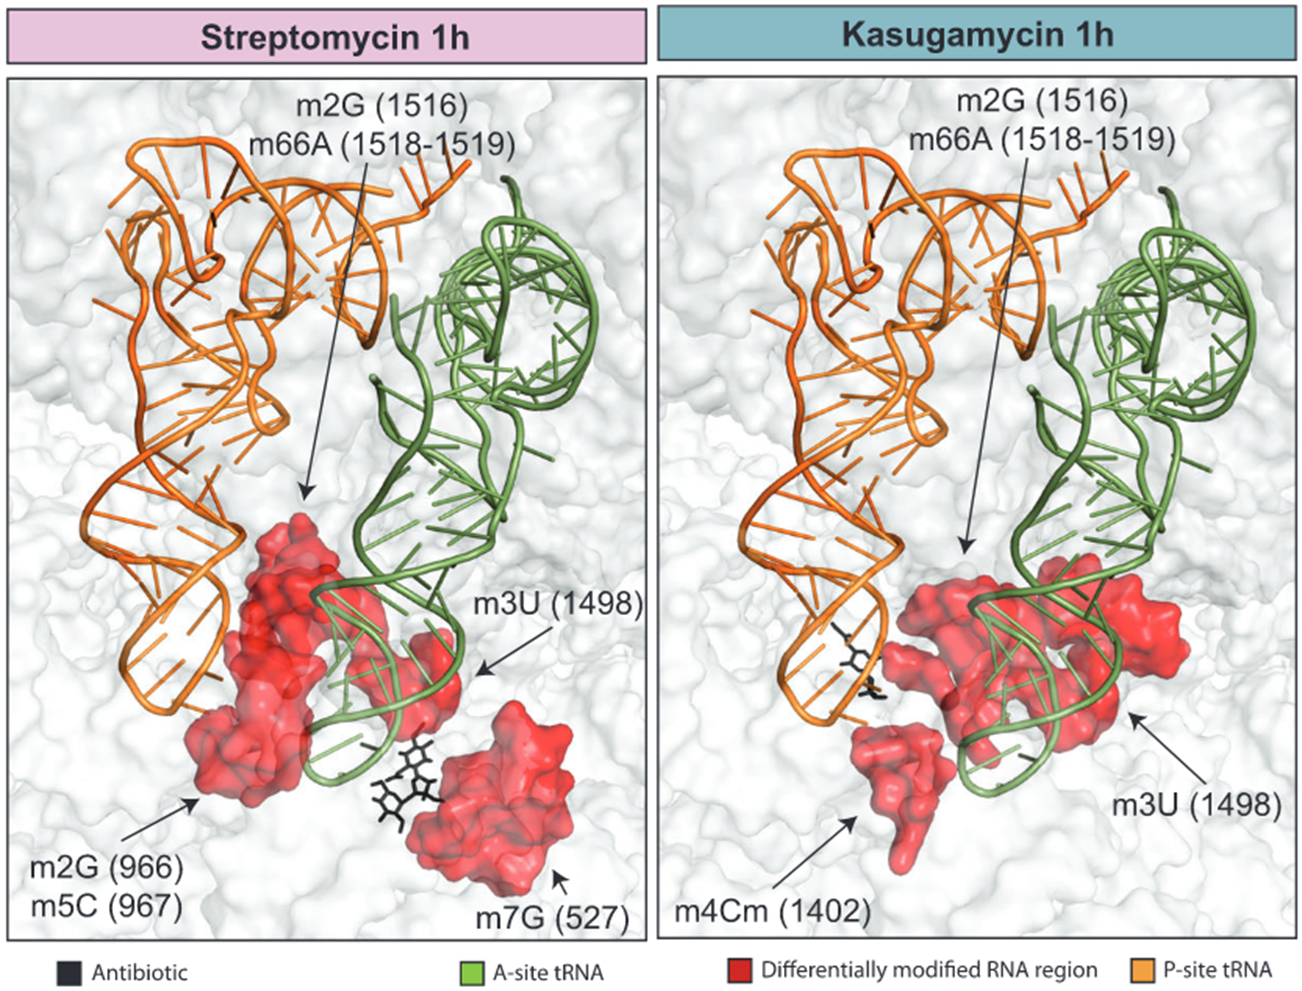 Streptomycin 1h
Kasugamycin 1h
m2G (1516)
m66A (1518-1519)
m3U (1498)
m2G (966)
m5C (967)
m7G (527)
m2G (1516)
m66A (1518-1519)
m3U (1498)
m4Cm (1402)
Antibiotic
A-site tRNA
Differentially modified RNA region
P-site tRNA